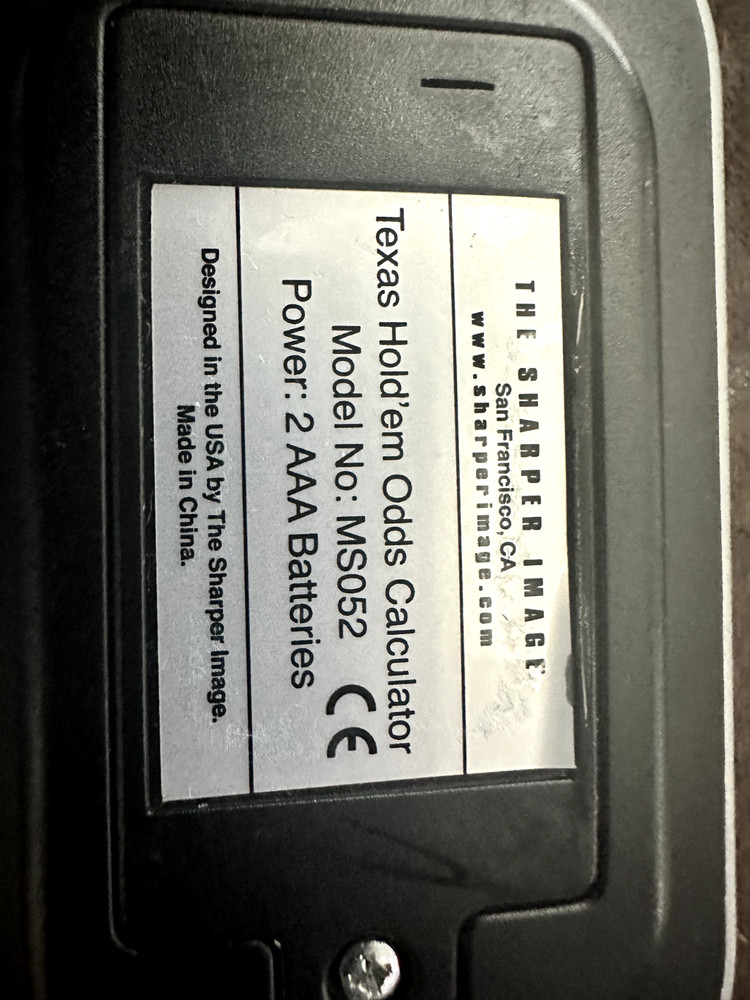 THE SHARPER IMAGE
San Francisco, CA
www.sharperimage.com
Texas Hold'em Odds Calculator
Model No: MS052 CE
Power: 2 AAA Batteries
Designed in the USA by The Sharper Image.
Made in China.